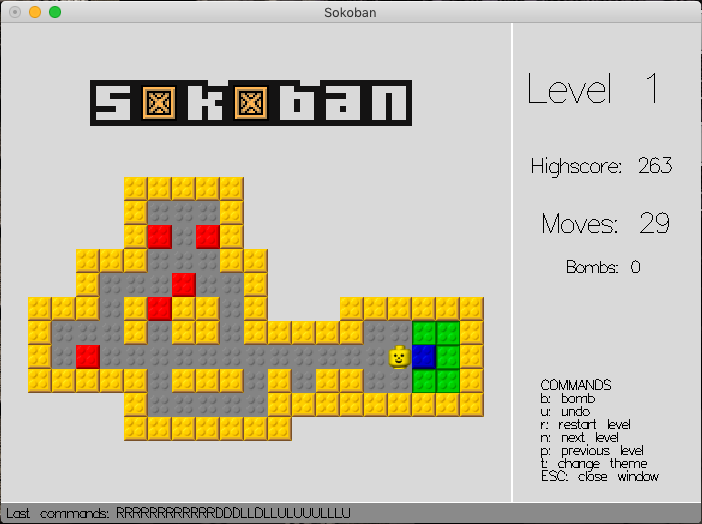 Sokoban
sokoban
Level 1
Highscore: 263
Moves: 29
Bombs: 0
COMMANDS
b: bomb
u: undo
r: restart level
n: next level
p: previous level
t: change theme
ESC: close window
Last commands: RRRRRRRRRRRRDDDLLDLLULUUULLLU